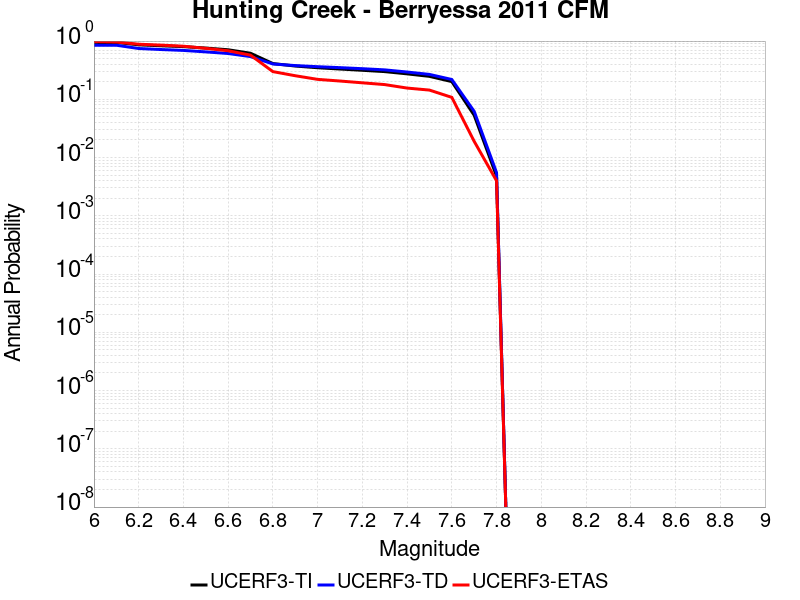 Hunting Creek - Berryessa 2011 CFM
Annual Probability
10^0
10^-1
10^-2
10^-3
10^-4
10^-5
10^-6
10^-7
10^-8
6 6.2 6.4 6.6 6.8 7 7.2 7.4 7.6 7.8 8 8.2 8.4 8.6 8.8 9
Magnitude
UCERF3-TI UCERF3-TD UCERF3-ETAS